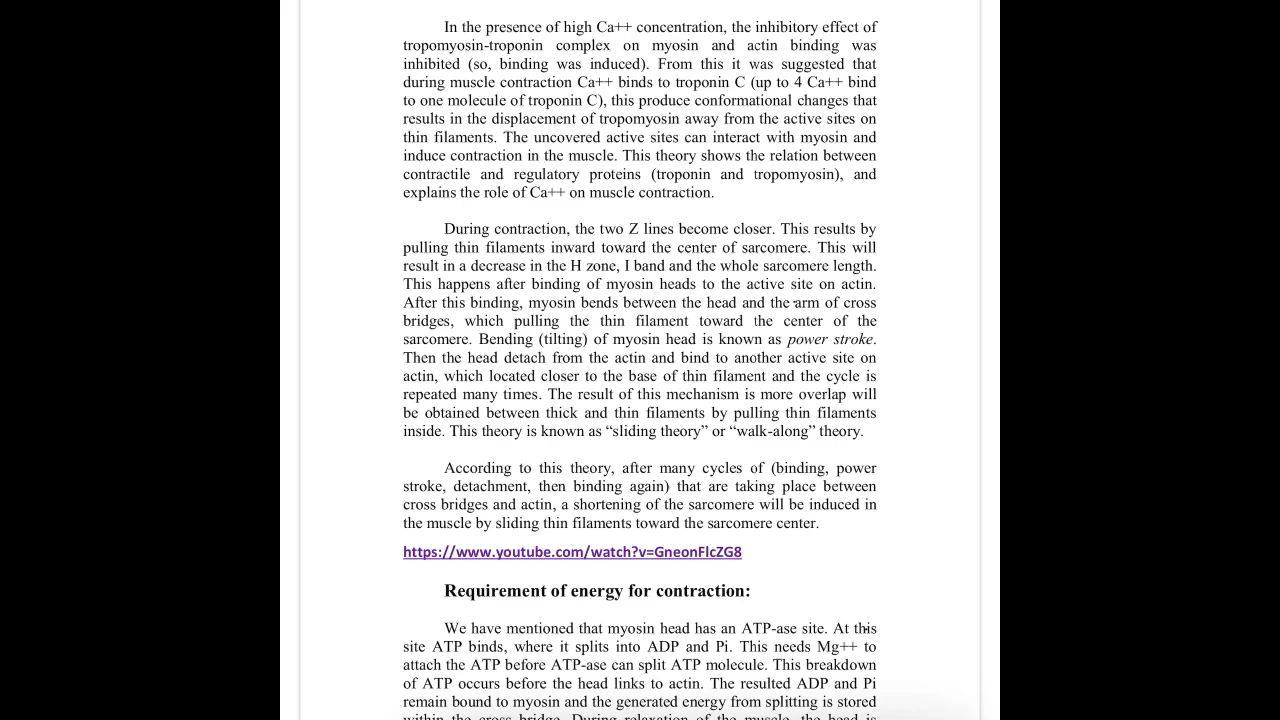 In the presence of high Ca++ concentration, the inhibitory effect of
tropomyosin-troponin complex on myosin and actin binding was
inhibited (so, binding was induced). From this it was suggested that
during muscle contraction Ca++ binds to troponin C (up to 4 Ca++ bind
to one molecule of troponin C), this produce conformational changes that
results in the displacement of tropomyosin away from the active sites on
thin filaments. The uncovered active sites can interact with myosin and
induce contraction in the muscle. This theory shows the relation between
contractile and regulatory proteins (troponin and tropomyosin), and
explains the role of Ca++ on muscle contraction.
During contraction, the two Z lines become closer. This results by
pulling thin filaments inward toward the center of sarcomere. This will
result in a decrease in the H zone, I band and the whole sarcomere length.
This happens after binding of myosin heads to the active site on actin.
After this binding, myosin bends between the head and the arm of cross
bridges, which pulling the thin filament toward the center of the
sarcomere. Bending (tilting) of myosin head is known as power stroke.
Then the head detach from the actin and bind to another active site on
actin, which located closer to the base of thin filament and the cycle is
repeated many times. The result of this mechanism is more overlap will
be obtained between thick and thin filaments by pulling thin filaments
inside. This theory is known as “sliding theory” or “walk-along” theory.
According to this theory, after many cycles of (binding, power
stroke, detachment, then binding again) that are taking place between
cross bridges and actin, a shortening of the sarcomere will be induced in
the muscle by sliding thin filaments toward the sarcomere center.
https://www.youtube.com/watch?v=GneonFlcZG8
Requirement of energy for contraction:
We have mentioned that myosin head has an ATP-ase site. At this
site ATP binds, where it splits into ADP and Pi. This needs Mg++ to
attach the ATP before ATP-ase can split ATP molecule. This breakdown
of ATP occurs before the head links to actin. The resulted ADP and Pi
remain bound to myosin and the generated energy from splitting is stored
within the cross bridge. During relaxation of the muscle, the head is